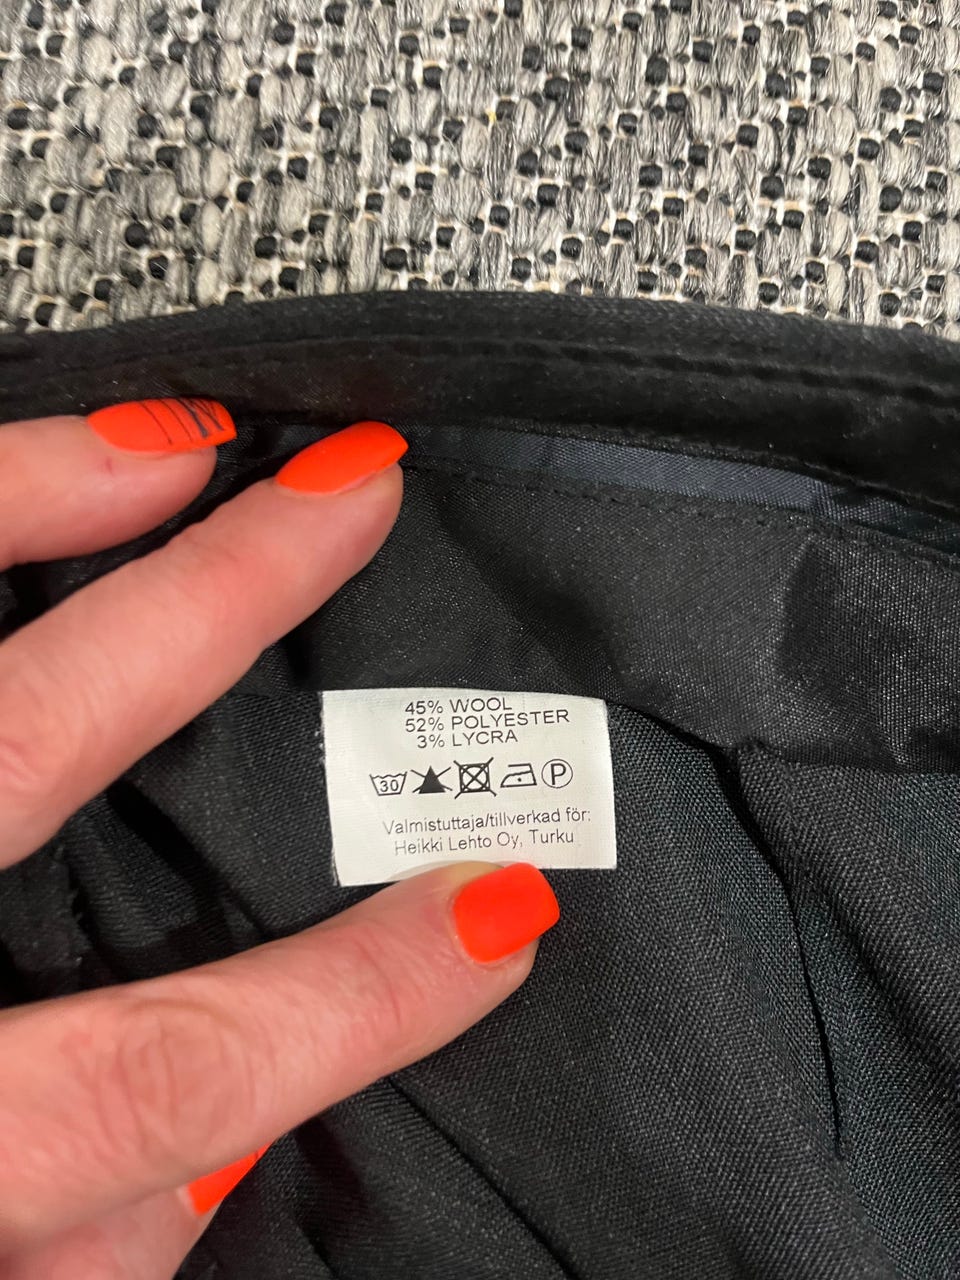 45% WOOL
52% POLYESTER
3% LYCRA
30 P
Valmistuttaja/tillverkad för:
Heikki Lehto Oy, Turku